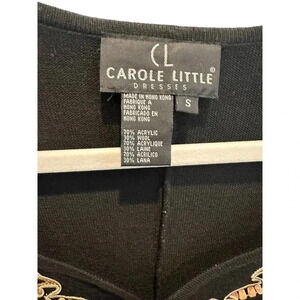 CL
CAROLE LITTLE®
DRESSES
S
MADE IN HONG KONG
FABRIQUE A
HONG KONG
FABRICADO EN
HONG KONG
70% ACRYLIC
30% WOOL
70% ACRYLIQUE
30% LAINE
70% ACRILICO
30% LANA